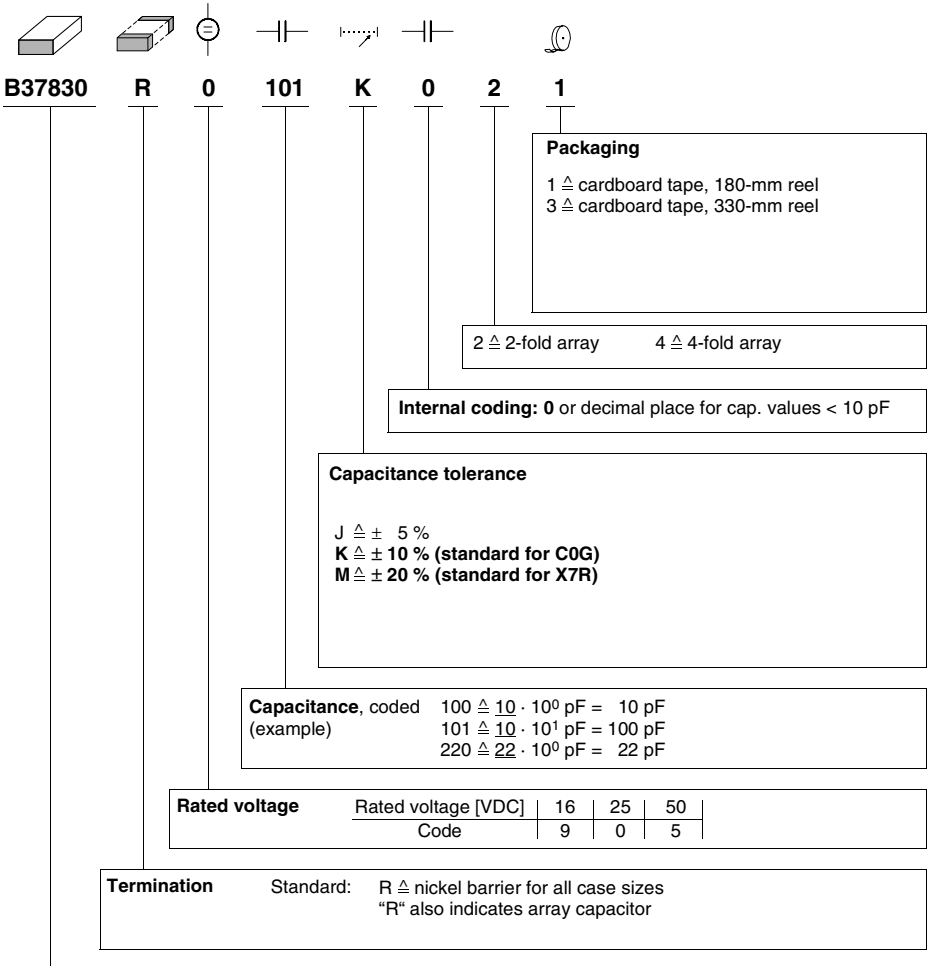 B37830 R 0 101 K 0 2 1
Packaging
1 ≙ cardboard tape, 180-mm reel
3 ≙ cardboard tape, 330-mm reel
2 ≙ 2-fold array 4 ≙ 4-fold array
Internal coding: 0 or decimal place for cap. values < 10 pF
Capacitance tolerance
J ≙ ± 5 %
K ≙ ± 10 % (standard for C0G)
M ≙ ± 20 % (standard for X7R)
Capacitance, coded 100 ≙ 10 · 10⁰ pF = 10 pF
(example) 101 ≙ 10 · 10¹ pF = 100 pF
220 ≙ 22 · 10⁰ pF = 22 pF
Rated voltage Rated voltage [VDC] 16 25 50
Code 9 0 5
Termination Standard: R ≙ nickel barrier for all case sizes
“R“ also indicates array capacitor